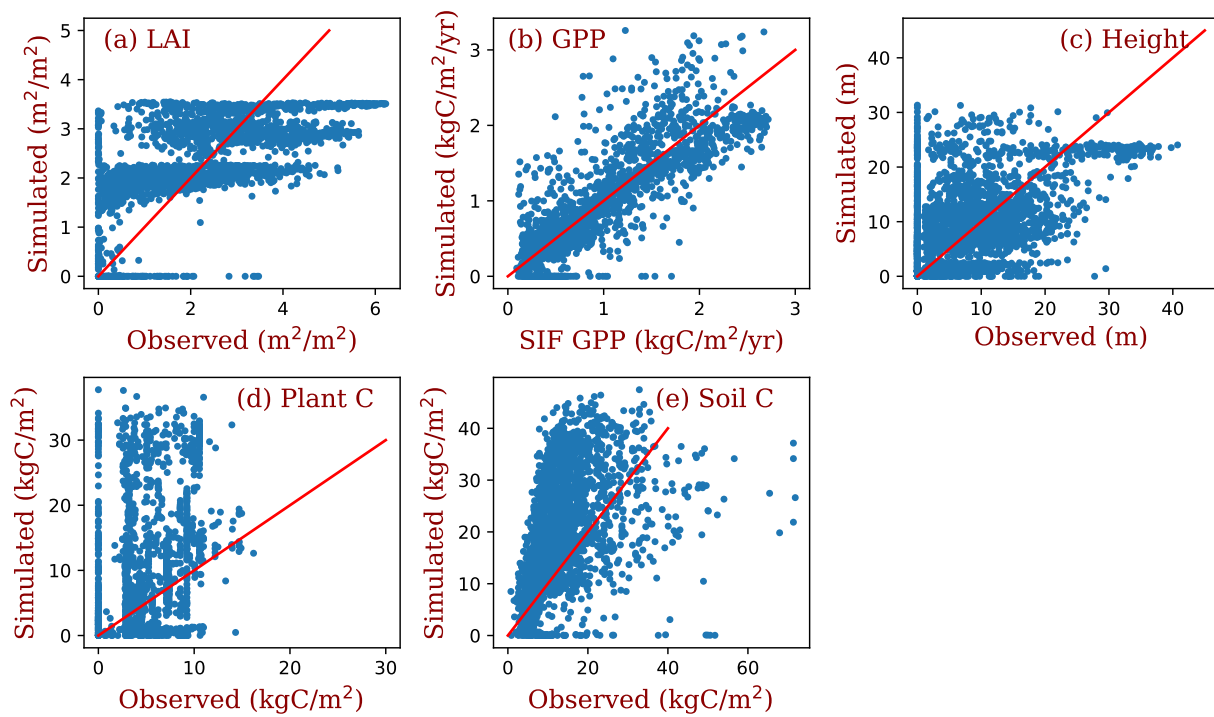 (a) LAI
Simulated (m²/m²)
5
4
3
2
1
0
0 2 4 6
Observed (m²/m²)
(b) GPP
Simulated (kgC/m²/yr)
3
2
1
0
0 1 2 3
SIF GPP (kgC/m²/yr)
(c) Height
Simulated (m)
40
30
20
10
0
0 10 20 30 40
Observed (m)
(d) Plant C
Simulated (kgC/m²)
30
20
10
0
0 10 20 30
Observed (kgC/m²)
(e) Soil C
Simulated (kgC/m²)
40
30
20
10
0
0 20 40 60
Observed (kgC/m²)